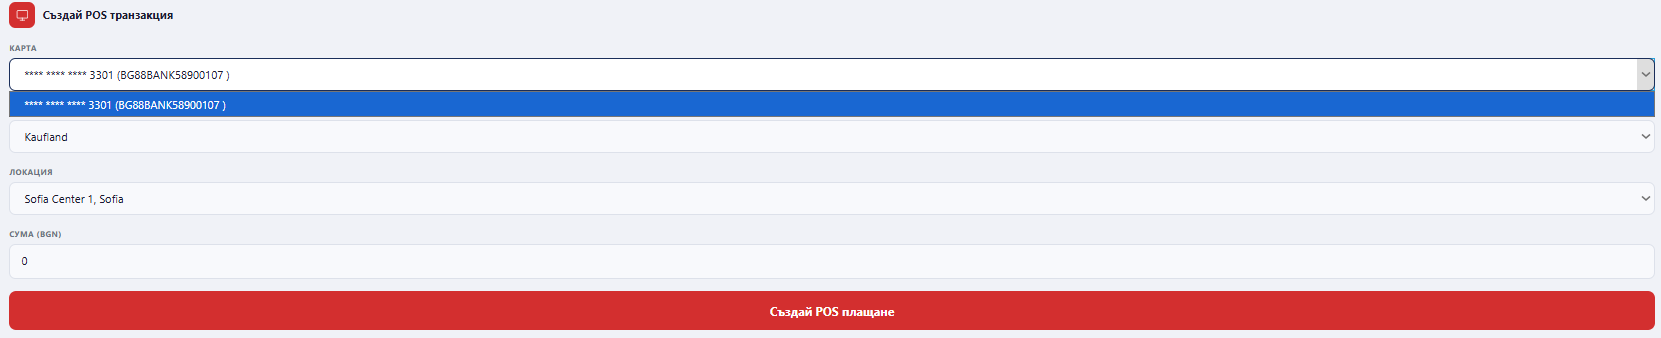 Създай POS транзакция
КАРТА
**** **** **** 3301 (BG88BANK58900107 )
**** **** **** 3301 (BG88BANK58900107 )
Kaufland
ЛОКАЦИЯ
Sofia Center 1, Sofia
СУМА (BGN)
0
Създай POS плащане